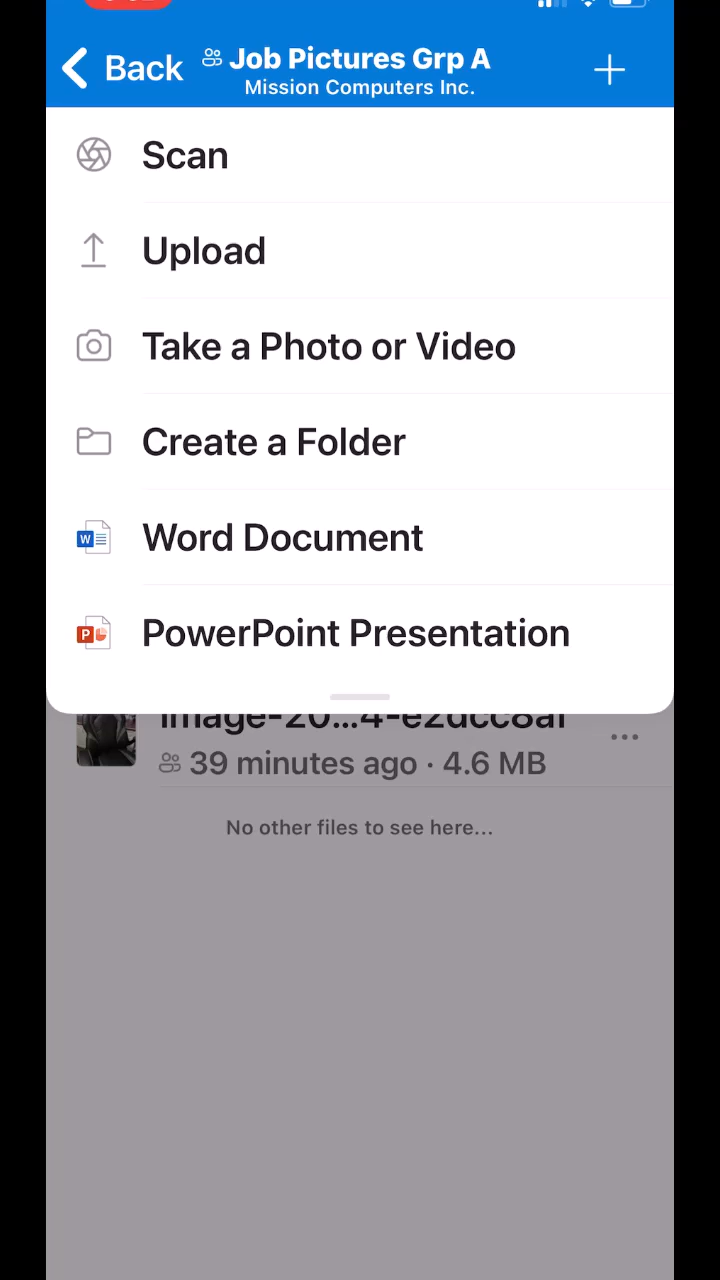 Back
Job Pictures Grp A
Mission Computers Inc.
Scan
Upload
Take a Photo or Video
Create a Folder
W
Word Document
P
PowerPoint Presentation
39 minutes ago · 4.6 MB
No other files to see here...